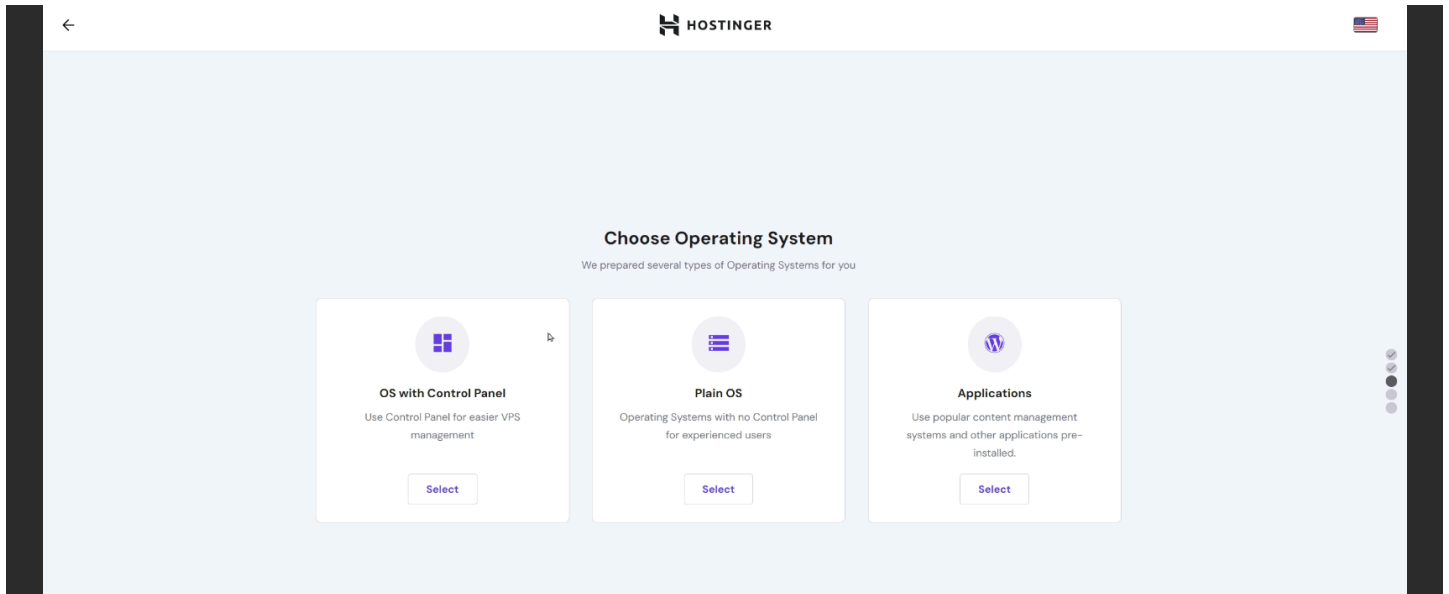 HOSTINGER
Choose Operating System
We prepared several types of Operating Systems for you
OS with Control Panel
Use Control Panel for easier VPS
management
Select
Plain OS
Operating Systems with no Control Panel
for experienced users
Select
Applications
Use popular content management
systems and other applications pre-
installed.
Select